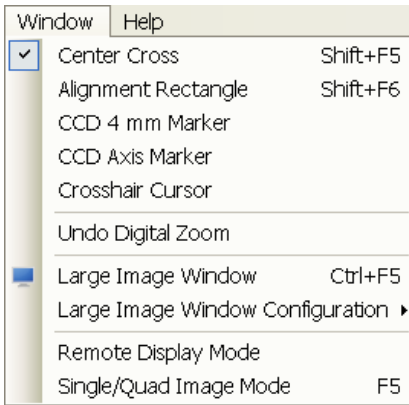 Window Help
Center Cross Shift+F5
Alignment Rectangle Shift+F6
CCD 4 mm Marker
CCD Axis Marker
Crosshair Cursor
Undo Digital Zoom
Large Image Window Ctrl+F5
Large Image Window Configuration
Remote Display Mode
Single/Quad Image Mode F5